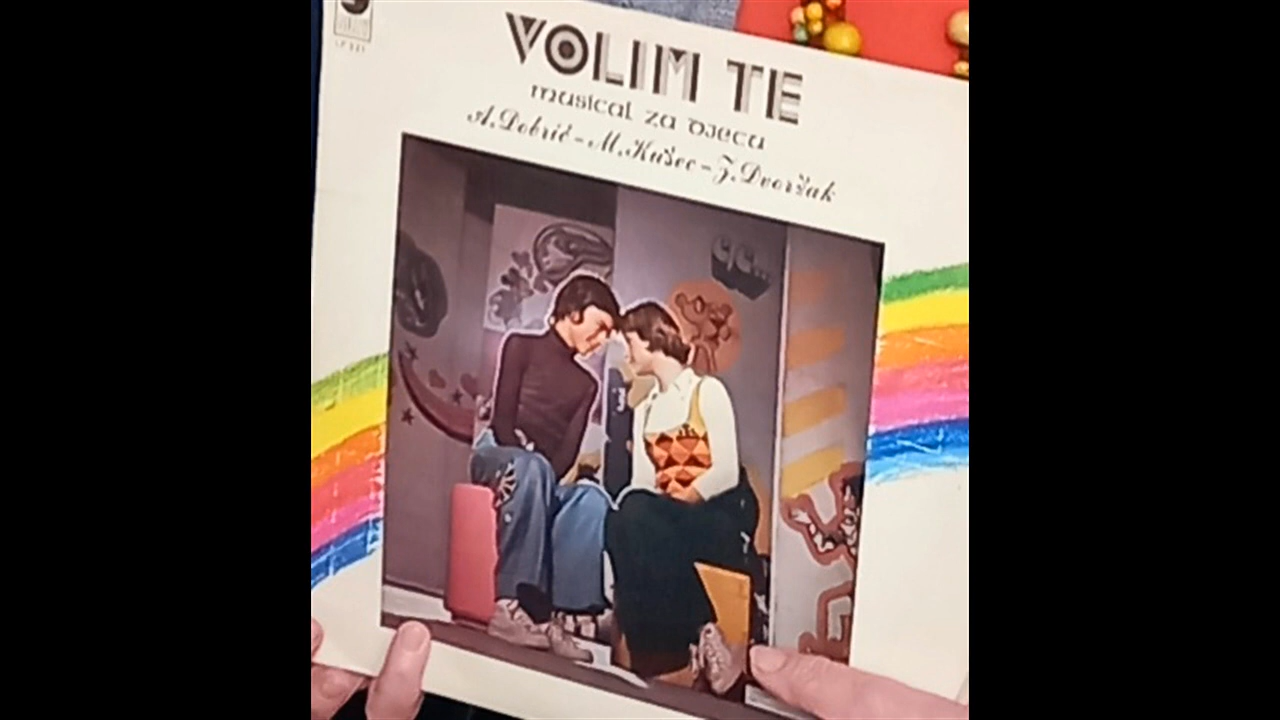 VOLIM TE
musical za djecu
A. Dobrić - M. Kušec - Z. Dvoržak